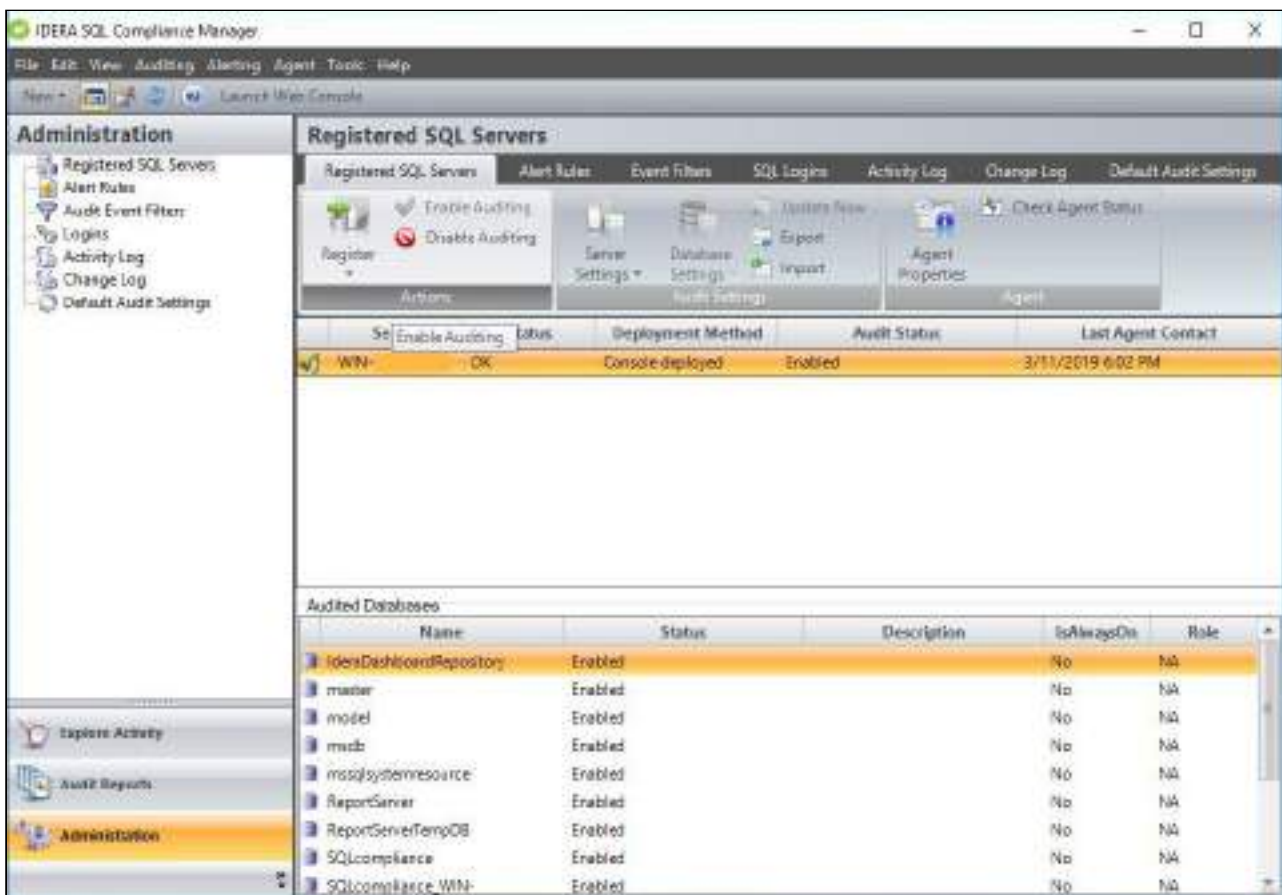 IDERA SQL Compliance Manager
File Edit View Auditing Alerting Agent Tools Help
New Launch Web Console
Administration
Registered SQL Servers
Alert Rules
Audit Event Filters
Logins
Activity Log
Change Log
Default Audit Settings
Explore Activity
Audit Reports
Administration
Registered SQL Servers
Registered SQL Servers Alert Rules Event Filters SQL Logins Activity Log Change Log Default Audit Settings
Register
Enable Auditing
Disable Auditing
Actions
Server Settings
Database Settings
Update Now
Export
Import
Audit Settings
Agent Properties
Check Agent Status
Agent
Se Enable Auditing tatus Deployment Method Audit Status Last Agent Contact
WIN- OK Console deployed Enabled 3/11/2019 6:02 PM
Audited Databases
Name Status Description IsAlwaysOn Role
IderaDashboardRepository Enabled No NA
master Enabled No NA
model Enabled No NA
msdb Enabled No NA
mssqlsystemresource Enabled No NA
ReportServer Enabled No NA
ReportServerTempDB Enabled No NA
SQLcompliance Enabled No NA
SQLcompliance_WIN- Enabled No NA